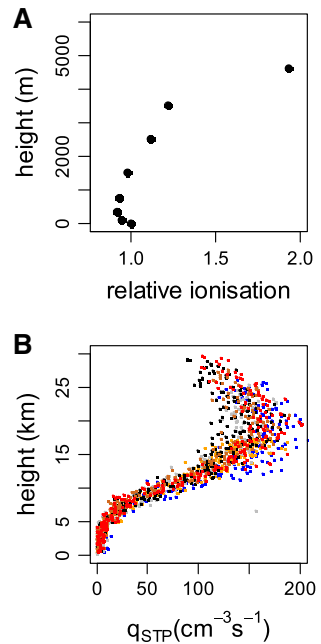 A
height (m)
5000
2000
0
1.0 1.5 2.0
relative ionisation
B
height (km)
25
15
5
0
0 50 100 200
qSTP(cm−3s−1)